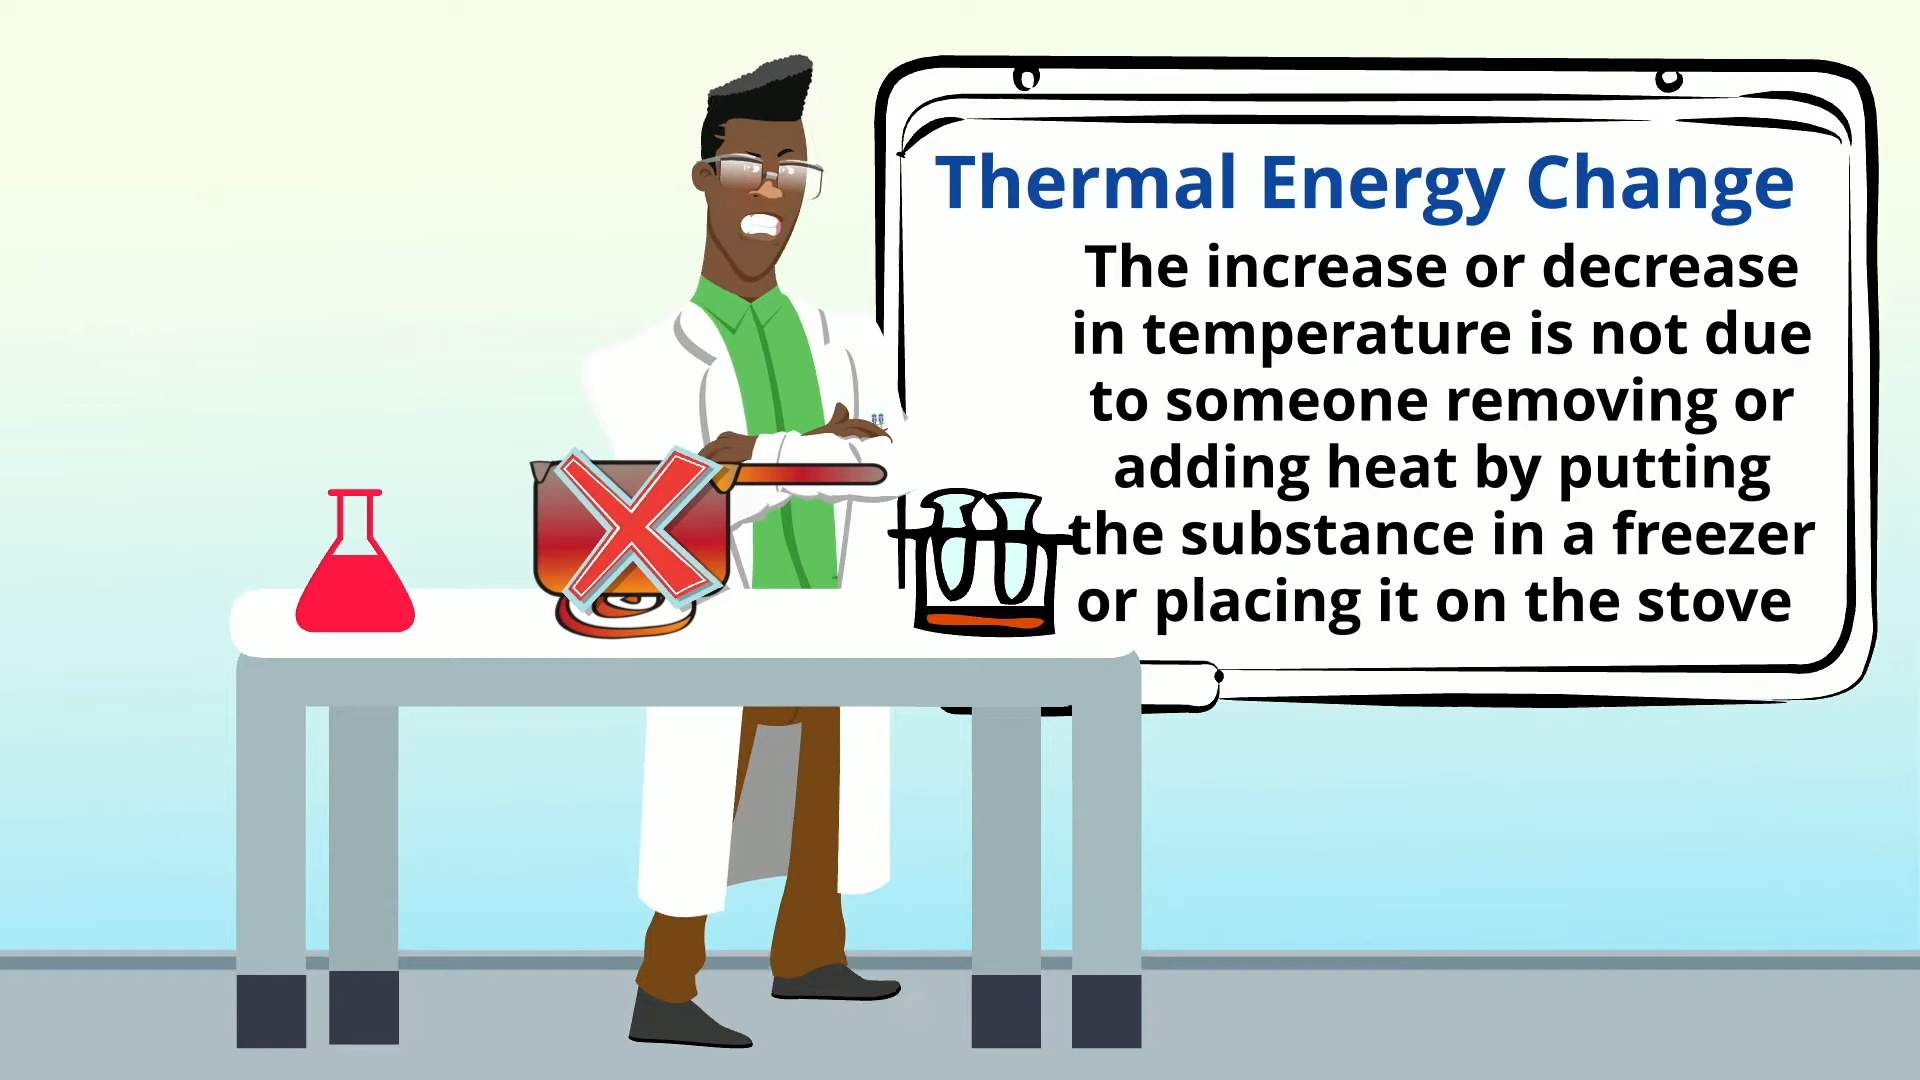 Thermal Energy Change
The increase or decrease
in temperature is not due
to someone removing or
adding heat by putting
the substance in a freezer
or placing it on the stove